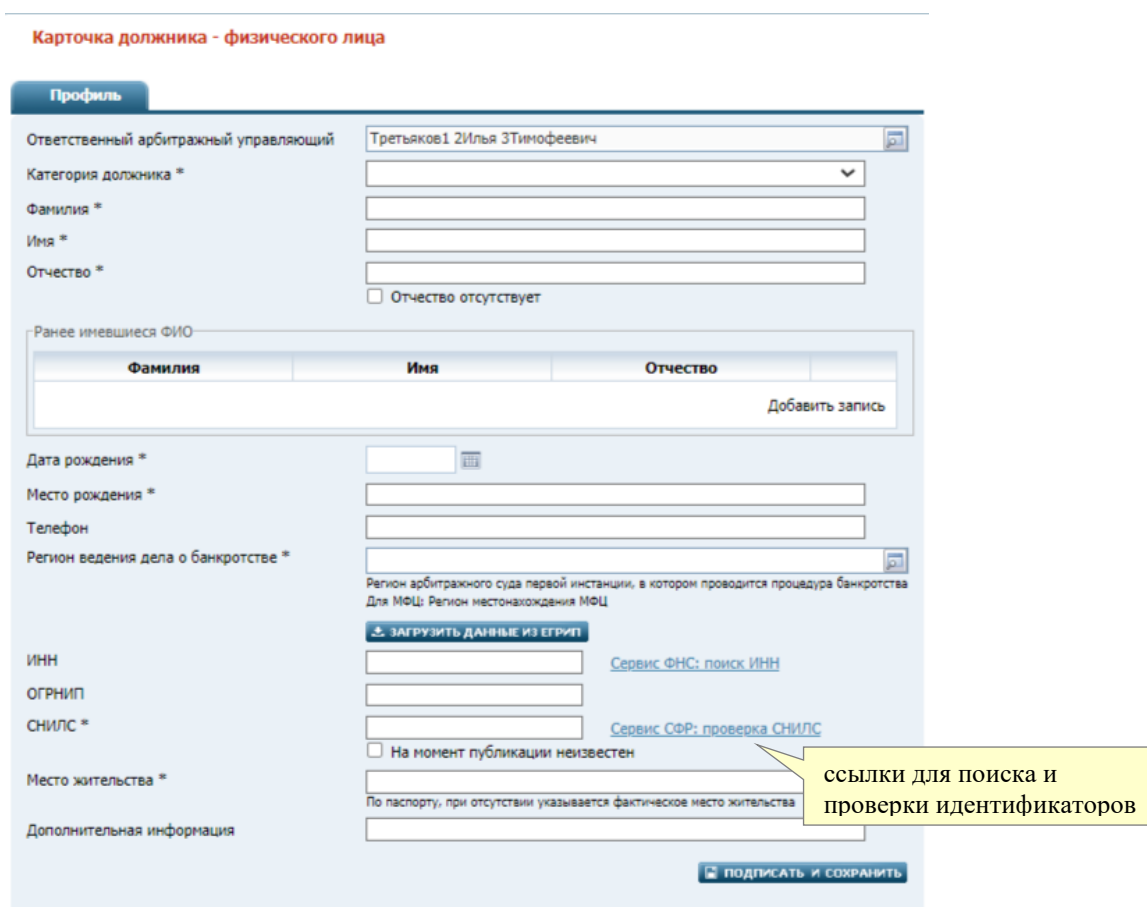 Карточка должника - физического лица
Профиль
Ответственный арбитражный управляющий
Третьяков1 2Илья 3Тимофеевич
Категория должника *
Фамилия *
Имя *
Отчество *
Отчество отсутствует
Ранее имевшиеся ФИО
Фамилия Имя Отчество
Добавить запись
Дата рождения *
Место рождения *
Телефон
Регион ведения дела о банкротстве *
Регион арбитражного суда первой инстанции, в котором проводится процедура банкротства
Для МФЦ: Регион местонахождения МФЦ
ЗАГРУЗИТЬ ДАННЫЕ ИЗ ЕГРИП
ИНН
Сервис ФНС: поиск ИНН
ОГРНИП
СНИЛС *
Сервис СФР: проверка СНИЛС
На момент публикации неизвестен
ссылки для поиска и
проверки идентификаторов
Место жительства *
По паспорту, при отсутствии указывается фактическое место жительства
Дополнительная информация
ПОДПИСАТЬ И СОХРАНИТЬ